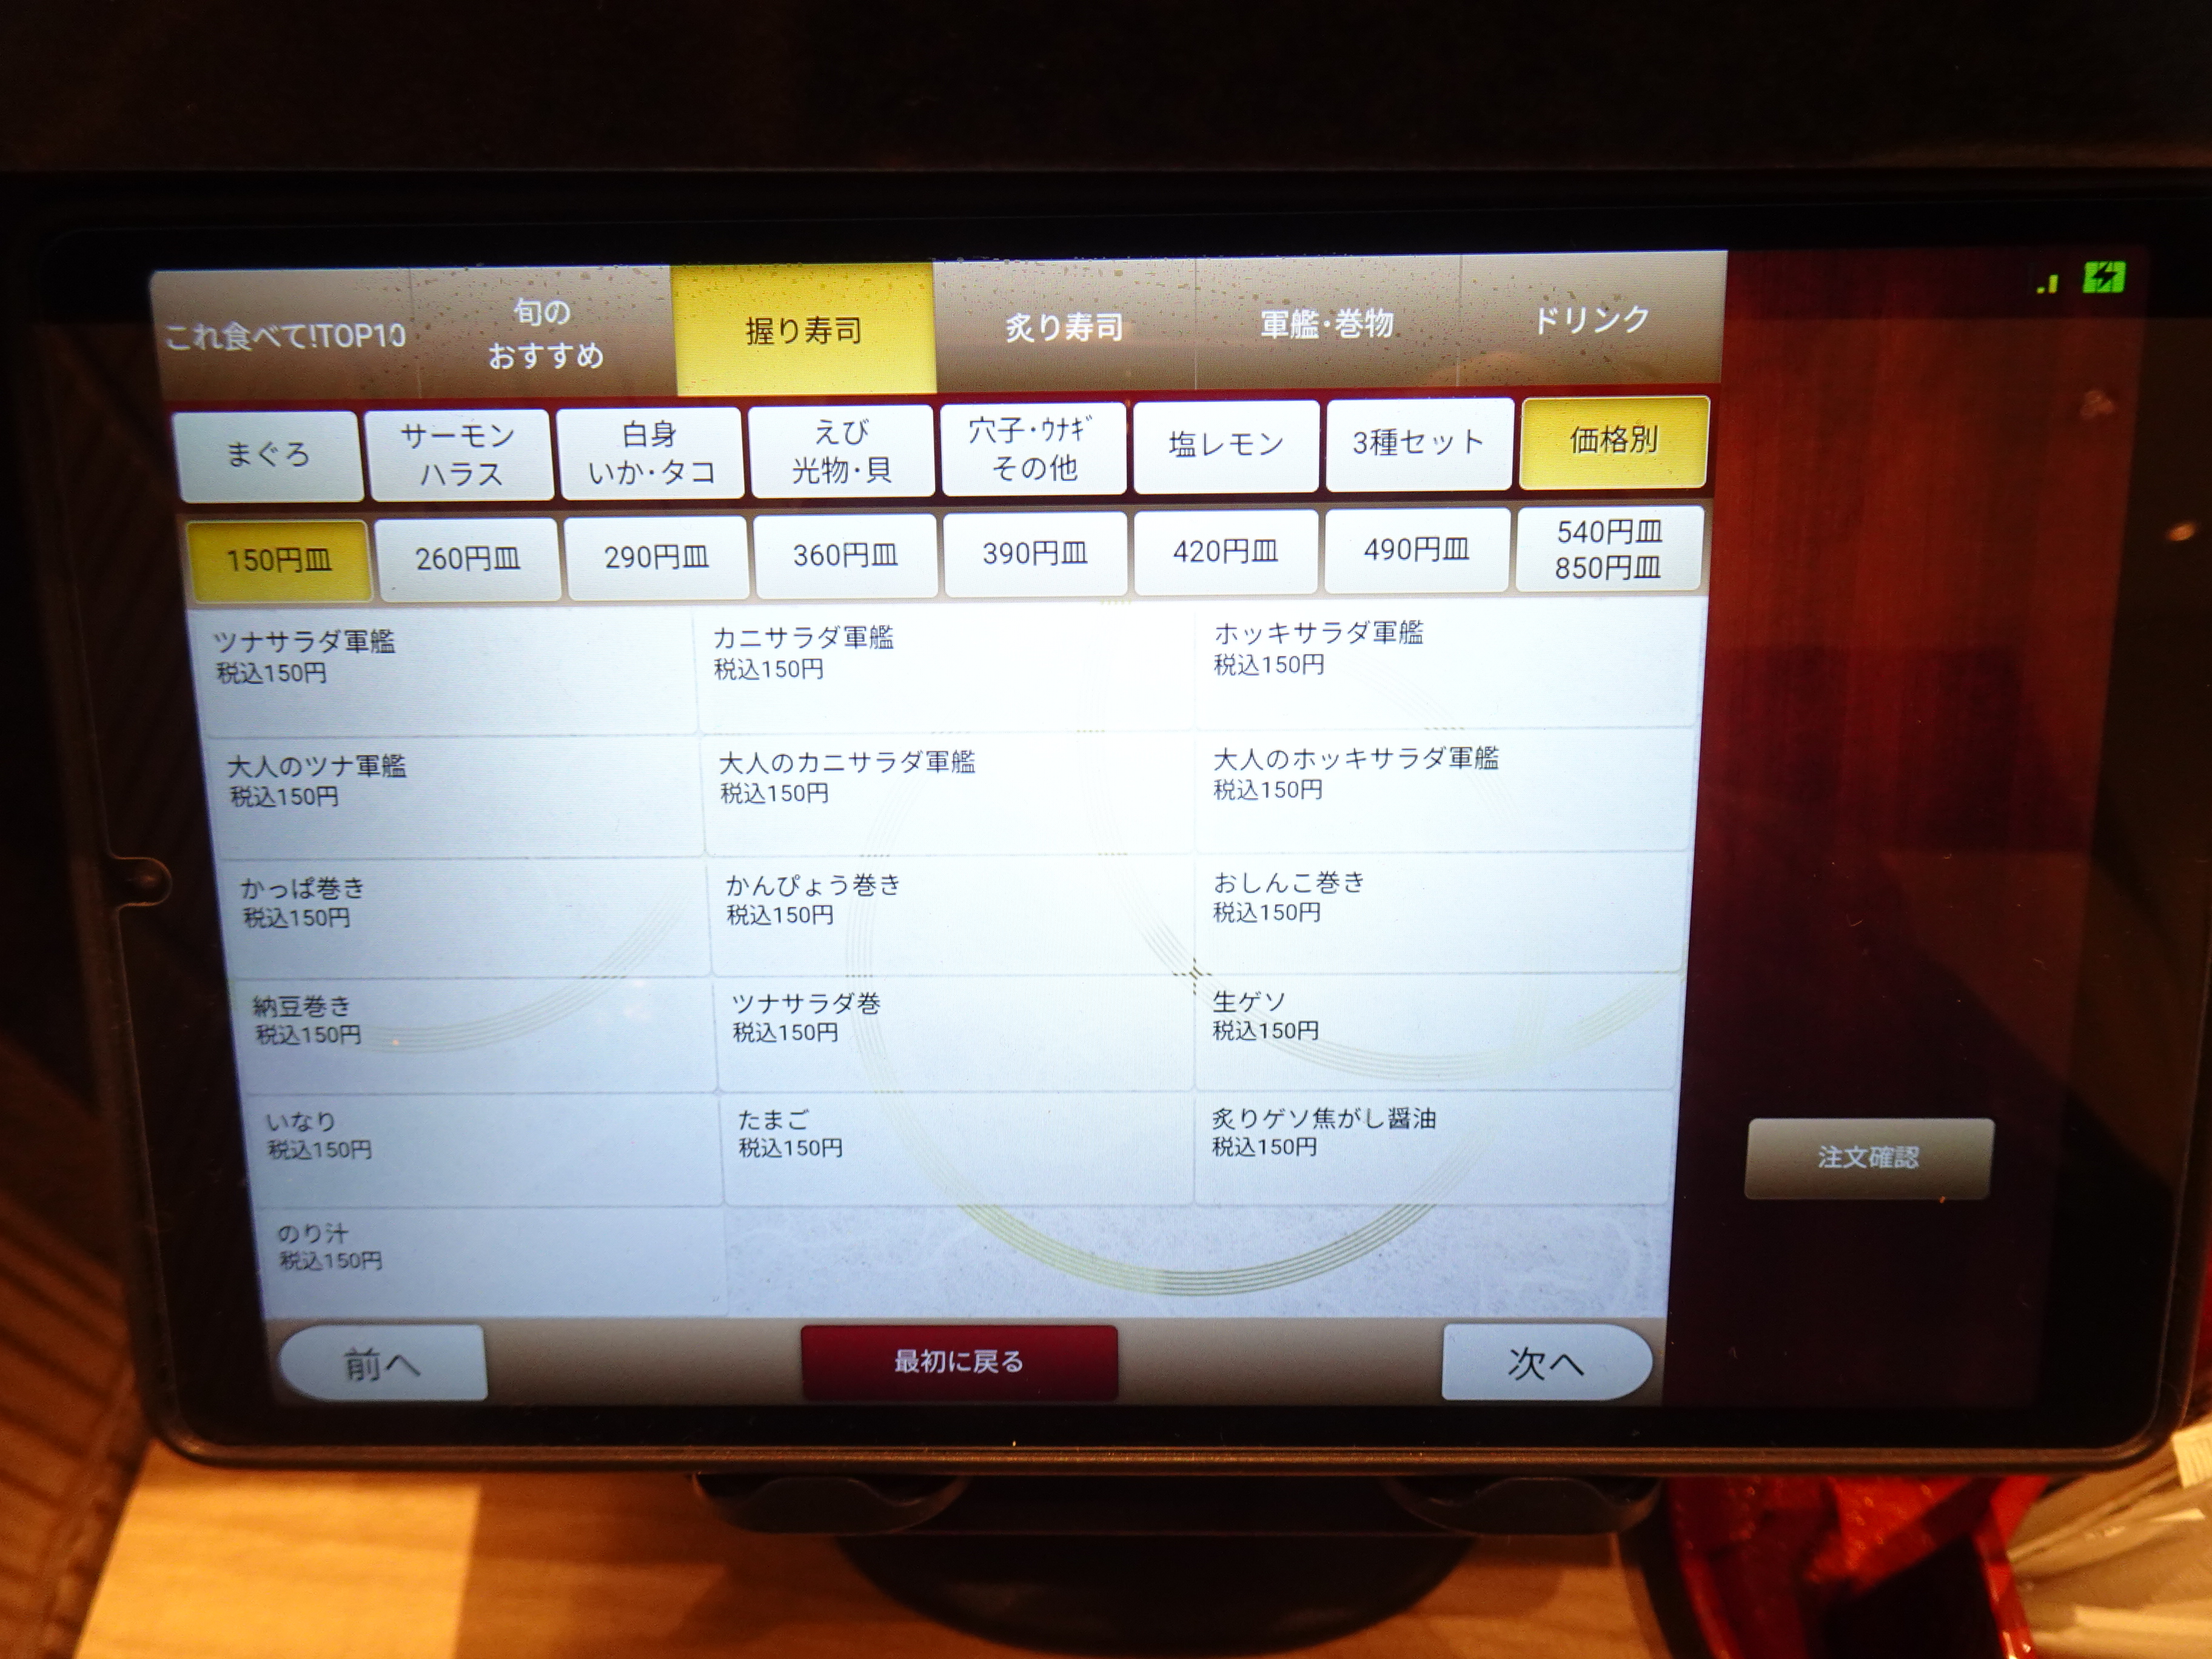 これ食べて!TOP10
旬の
おすすめ
握り寿司
炙り寿司
軍艦・巻物
ドリンク
まぐろ
サーモン
ハラス
白身
いか・タコ
えび
光物・貝
穴子・ｳﾅｷﾞ
その他
塩レモン
3種セット
価格別
150円皿
260円皿
290円皿
360円皿
390円皿
420円皿
490円皿
540円皿
850円皿
ツナサラダ軍艦
税込150円
カニサラダ軍艦
税込150円
ホッキサラダ軍艦
税込150円
大人のツナ軍艦
税込150円
大人のカニサラダ軍艦
税込150円
大人のホッキサラダ軍艦
税込150円
かっぱ巻き
税込150円
かんぴょう巻き
税込150円
おしんこ巻き
税込150円
納豆巻き
税込150円
ツナサラダ巻
税込150円
生ゲソ
税込150円
いなり
税込150円
たまご
税込150円
炙りゲソ焦がし醤油
税込150円
のり汁
税込150円
注文確認
前へ
最初に戻る
次へ